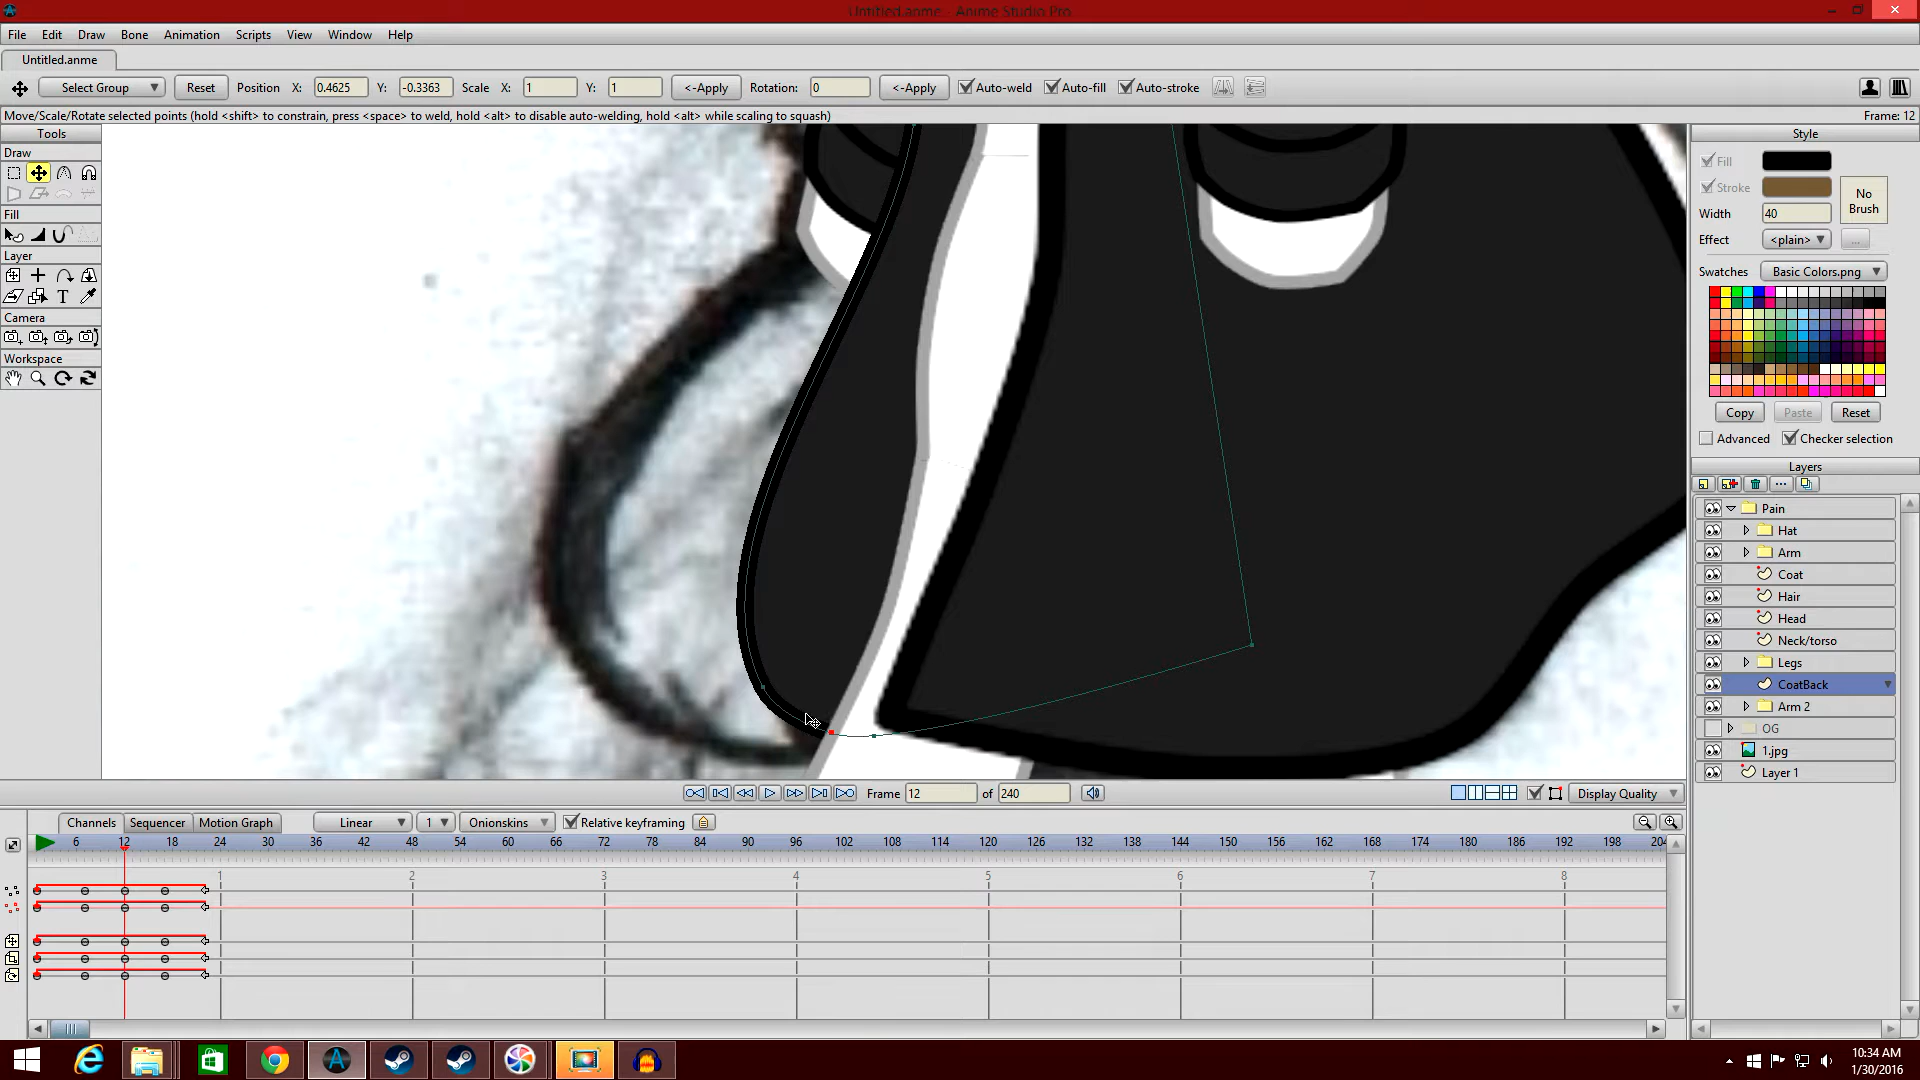 Untitled.anme - Anime Studio Pro
File Edit Draw Bone Animation Scripts View Window Help
Untitled.anme
Select Group Reset Position X: 0.4625 Y: -0.3363 Scale X: 1 Y: 1 <-Apply Rotation: 0 <-Apply Auto-weld Auto-fill Auto-stroke
Move/Scale/Rotate selected points (hold <shift> to constrain, press <space> to weld, hold <alt> to disable auto-welding, hold <alt> while scaling to squash) Frame: 12
Tools
Draw
Fill
Layer
T
Camera
Workspace
Style
Fill
Stroke
No
Brush
Width 40
Effect <plain> ...
Swatches Basic Colors.png
Copy Paste Reset
Advanced Checker selection
Layers
Pain
Hat
Arm
Coat
Hair
Head
Neck/torso
Legs
CoatBack
Arm 2
OG
1.jpg
Layer 1
Frame 12 of 240 Display Quality
Channels Sequencer Motion Graph Linear 1 Onionskins Relative keyframing
6 12 18 24 30 36 42 48 54 60 66 72 78 84 90 96 102 108 114 120 126 132 138 144 150 156 162 168 174 180 186 192 198 204
1 2 3 4 5 6 7 8
10:34 AM
1/30/2016